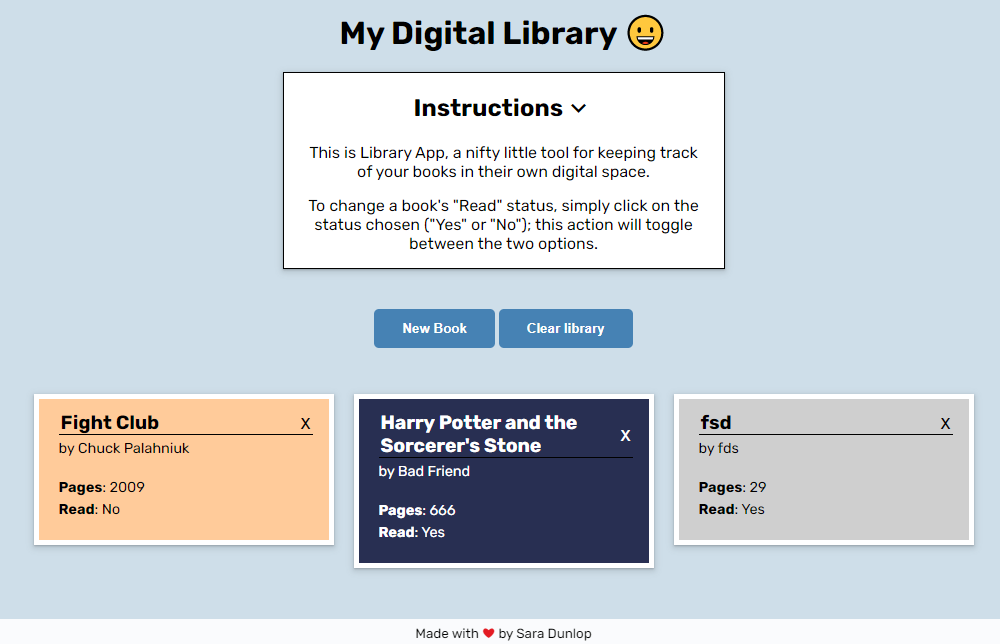 My Digital Library 😀
Instructions
This is Library App, a nifty little tool for keeping track
of your books in their own digital space.
To change a book's "Read" status, simply click on the
status chosen ("Yes" or "No"); this action will toggle
between the two options.
New Book
Clear library
Fight Club X
by Chuck Palahniuk
Pages: 2009
Read: No
Harry Potter and the
Sorcerer's Stone X
by Bad Friend
Pages: 666
Read: Yes
fsd X
by fds
Pages: 29
Read: Yes
Made with ❤ by Sara Dunlop